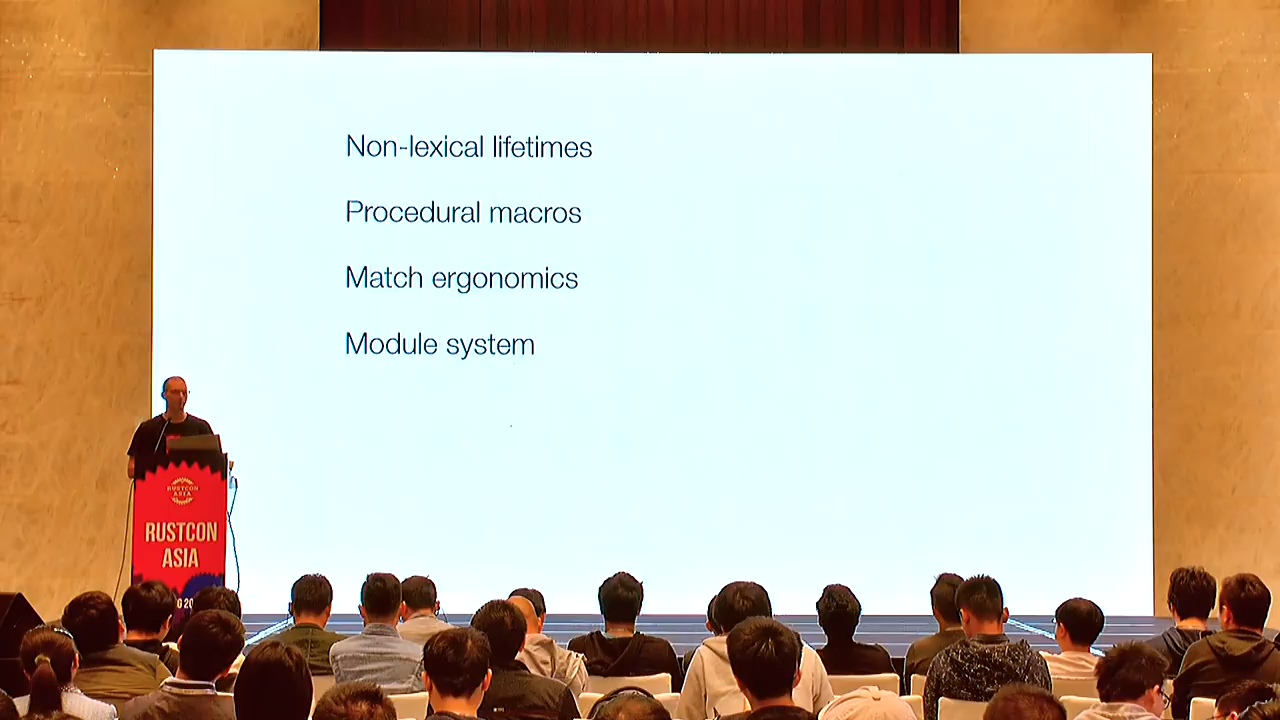 Non-lexical lifetimes
Procedural macros
Match ergonomics
Module system
RUSTCON
ASIA
RUSTCON
ASIA